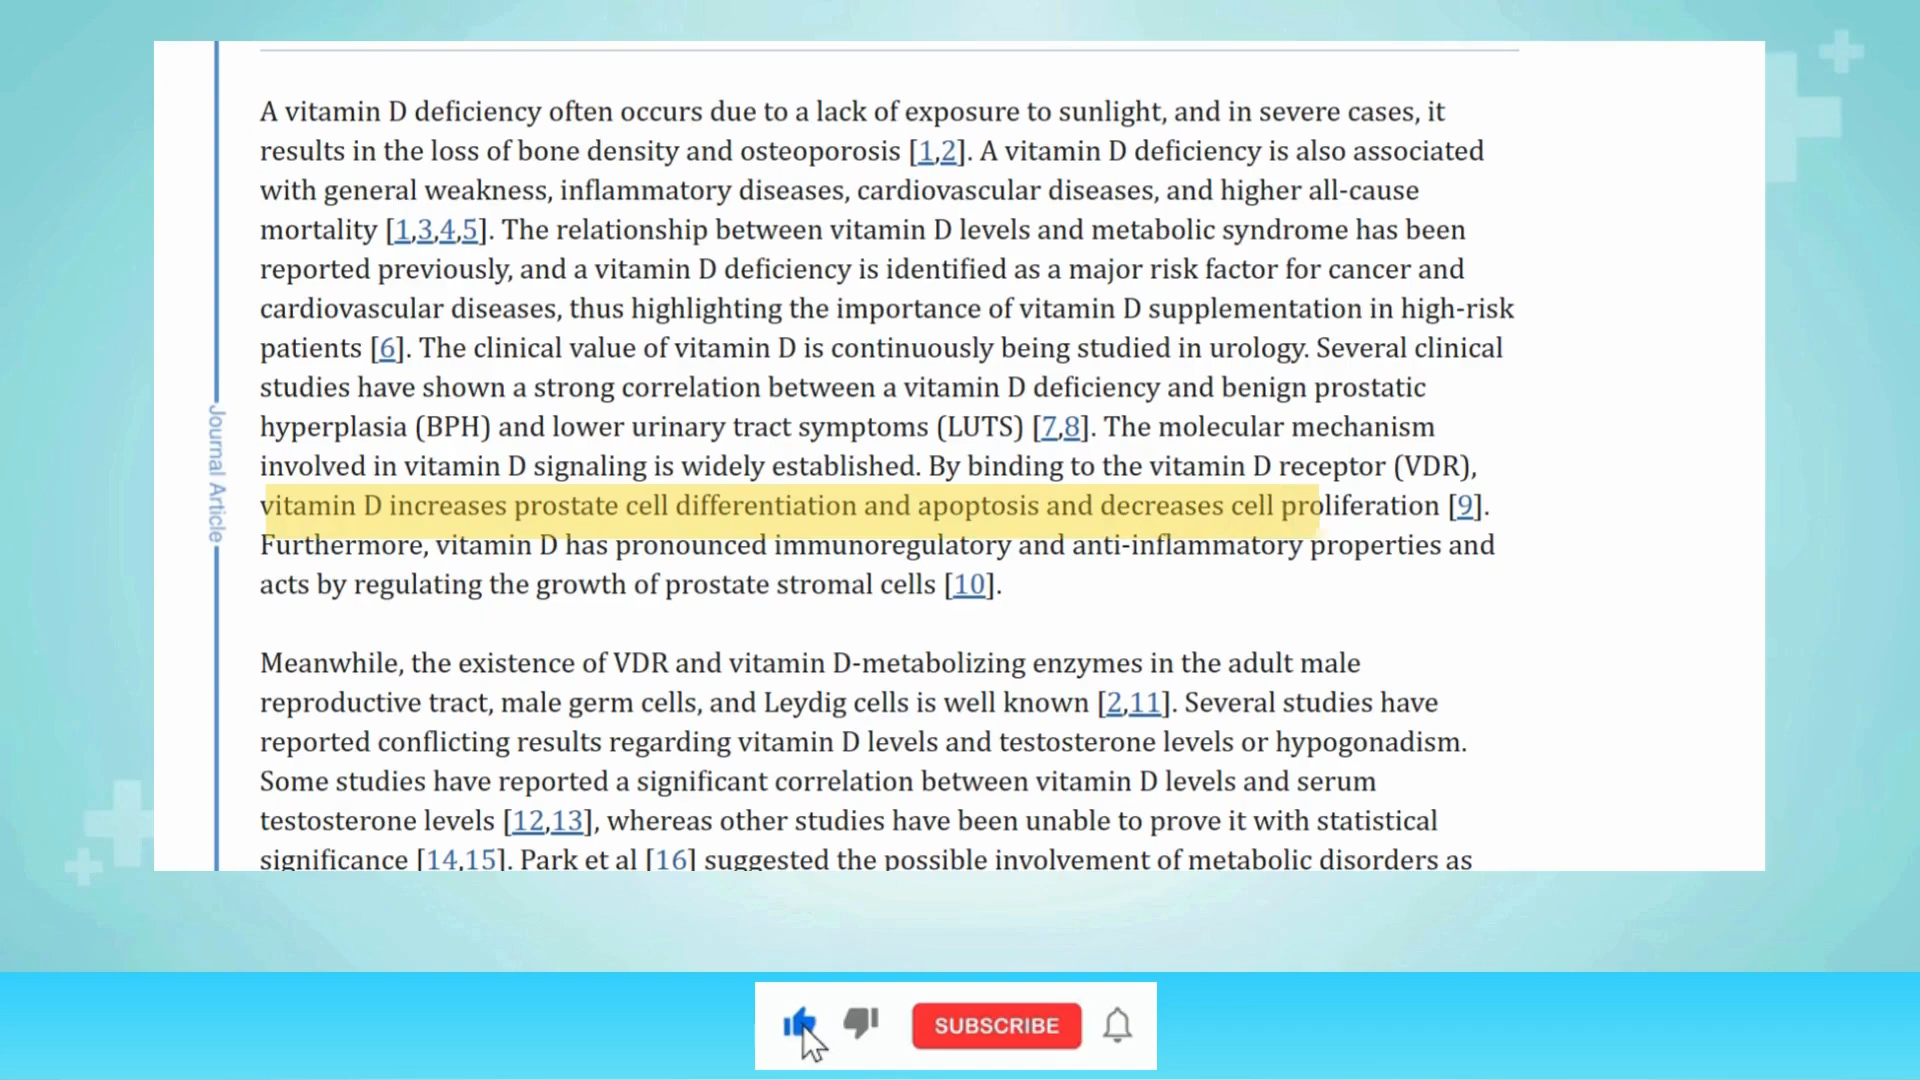 A vitamin D deficiency often occurs due to a lack of exposure to sunlight, and in severe cases, it
results in the loss of bone density and osteoporosis [1,2]. A vitamin D deficiency is also associated
with general weakness, inflammatory diseases, cardiovascular diseases, and higher all-cause
mortality [1,3,4,5]. The relationship between vitamin D levels and metabolic syndrome has been
reported previously, and a vitamin D deficiency is identified as a major risk factor for cancer and
cardiovascular diseases, thus highlighting the importance of vitamin D supplementation in high-risk
patients [6]. The clinical value of vitamin D is continuously being studied in urology. Several clinical
studies have shown a strong correlation between a vitamin D deficiency and benign prostatic
hyperplasia (BPH) and lower urinary tract symptoms (LUTS) [7,8]. The molecular mechanism
involved in vitamin D signaling is widely established. By binding to the vitamin D receptor (VDR),
vitamin D increases prostate cell differentiation and apoptosis and decreases cell proliferation [9].
Furthermore, vitamin D has pronounced immunoregulatory and anti-inflammatory properties and
acts by regulating the growth of prostate stromal cells [10].
Meanwhile, the existence of VDR and vitamin D-metabolizing enzymes in the adult male
reproductive tract, male germ cells, and Leydig cells is well known [2,11]. Several studies have
reported conflicting results regarding vitamin D levels and testosterone levels or hypogonadism.
Some studies have reported a significant correlation between vitamin D levels and serum
testosterone levels [12,13], whereas other studies have been unable to prove it with statistical
significance [14,15]. Park et al [16] suggested the possible involvement of metabolic disorders as
Journal Article
SUBSCRIBE